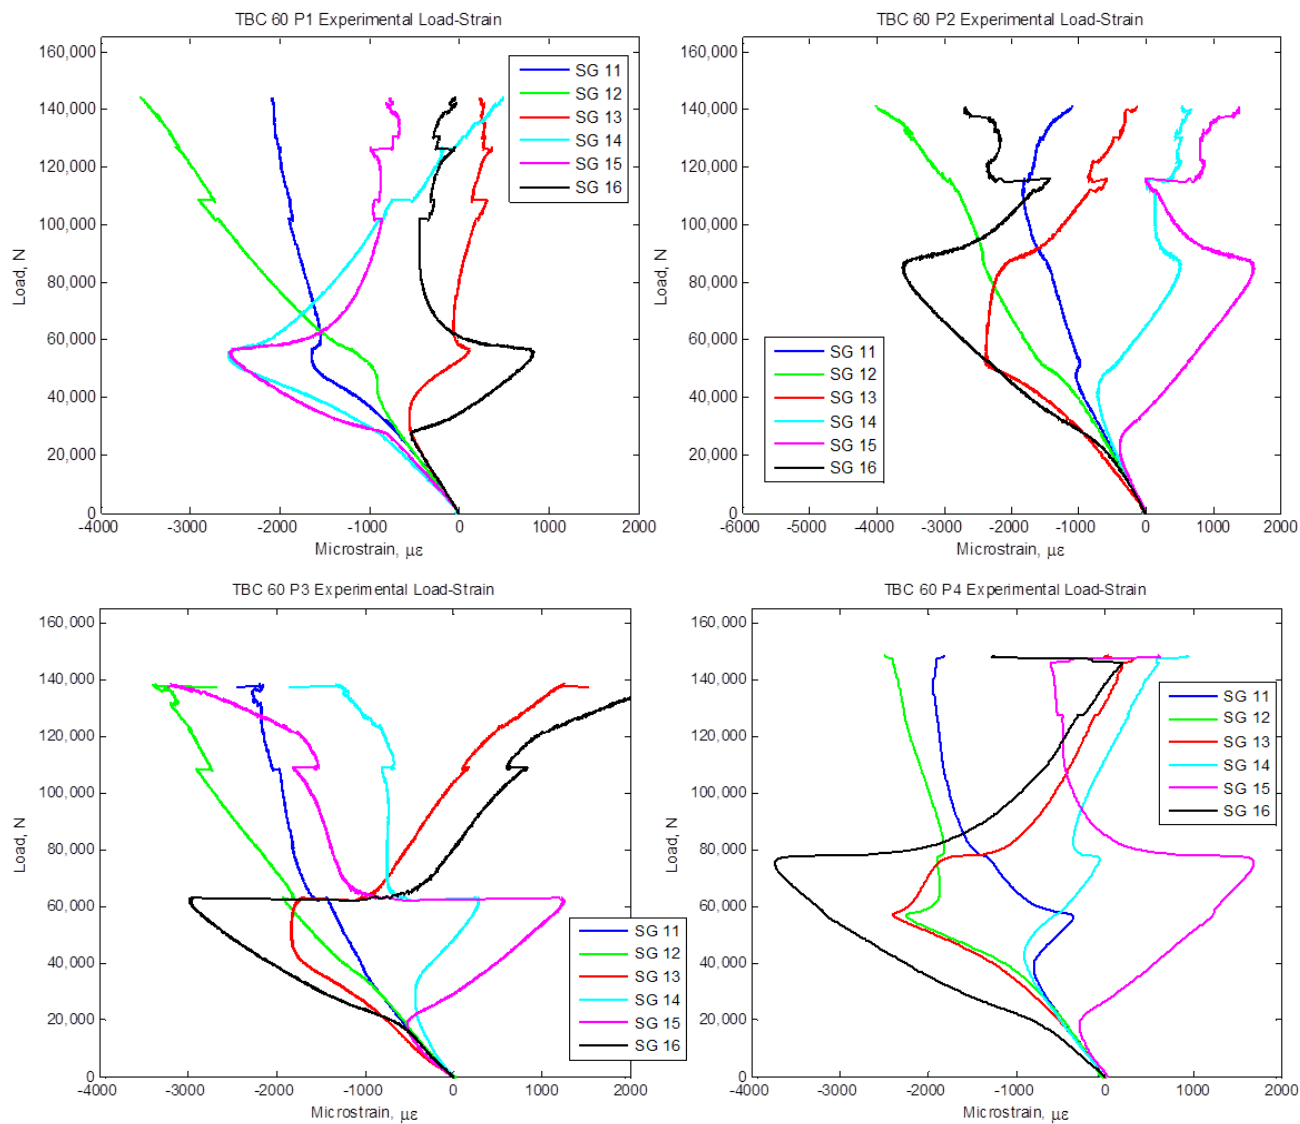 TBC 60 P1 Experimental Load-Strain
160,000
140,000
120,000
100,000
80,000
60,000
40,000
20,000
0
Load, N
-4000 -3000 -2000 -1000 0 1000 2000
Microstrain, με
SG 11
SG 12
SG 13
SG 14
SG 15
SG 16
TBC 60 P2 Experimental Load-Strain
160,000
140,000
120,000
100,000
80,000
60,000
40,000
20,000
0
Load, N
-6000 -5000 -4000 -3000 -2000 -1000 0 1000 2000
Microstrain, με
SG 11
SG 12
SG 13
SG 14
SG 15
SG 16
TBC 60 P3 Experimental Load-Strain
160,000
140,000
120,000
100,000
80,000
60,000
40,000
20,000
0
Load, N
-4000 -3000 -2000 -1000 0 1000 2000
Microstrain, με
SG 11
SG 12
SG 13
SG 14
SG 15
SG 16
TBC 60 P4 Experimental Load-Strain
160,000
140,000
120,000
100,000
80,000
60,000
40,000
20,000
0
Load, N
-4000 -3000 -2000 -1000 0 1000 2000
Microstrain, με
SG 11
SG 12
SG 13
SG 14
SG 15
SG 16